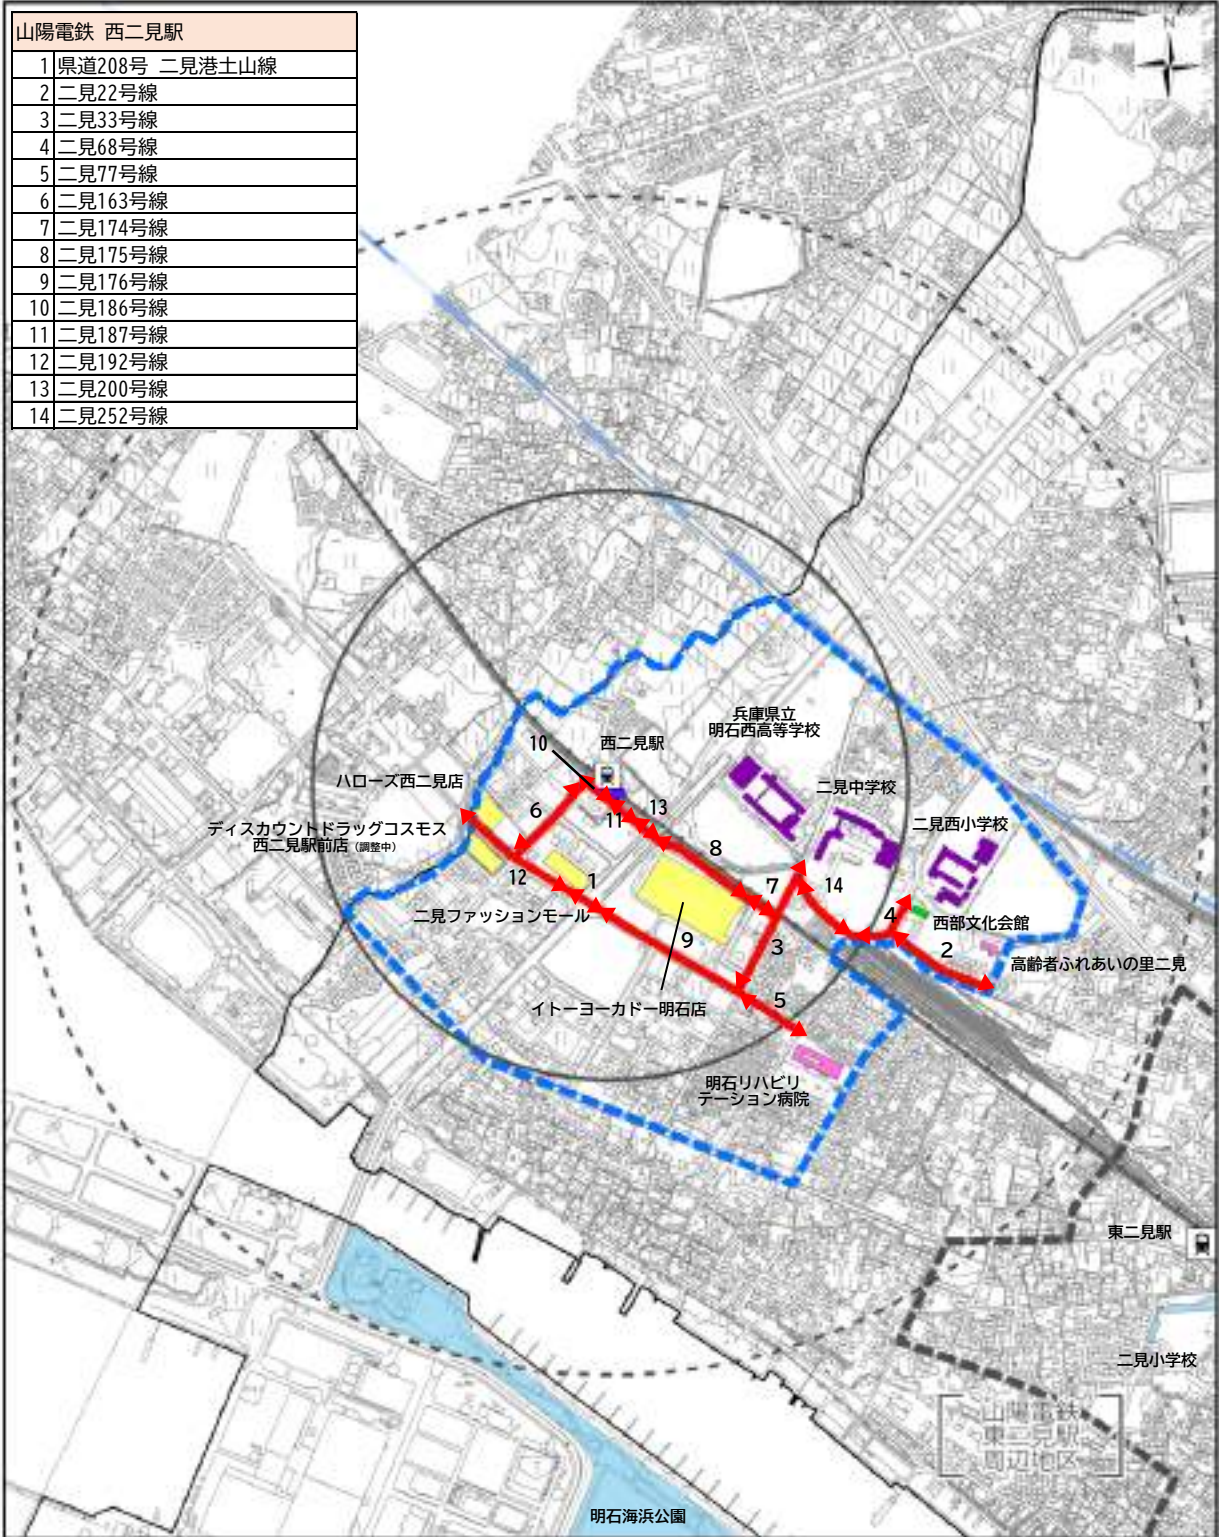 山陽電鉄 西二見駅
1 県道208号 二見港土山線
2 二見22号線
3 二見33号線
4 二見68号線
5 二見77号線
6 二見163号線
7 二見174号線
8 二見175号線
9 二見176号線
10 二見186号線
11 二見187号線
12 二見192号線
13 二見200号線
14 二見252号線
N
兵庫県立
明石西高等学校
10
西二見駅
ハローズ西二見店
二見中学校
6
11
13
二見西小学校
ディスカウントドラッグコスモス
西二見駅前店（調整中）
8
12
1
7
14
4
二見ファッションモール
西部文化会館
9
3
2
高齢者ふれあいの里二見
イトーヨーカドー明石店
5
明石リハビリ
テーション病院
東二見駅
二見小学校
山陽電鉄
東二見駅
周辺地区
明石海浜公園